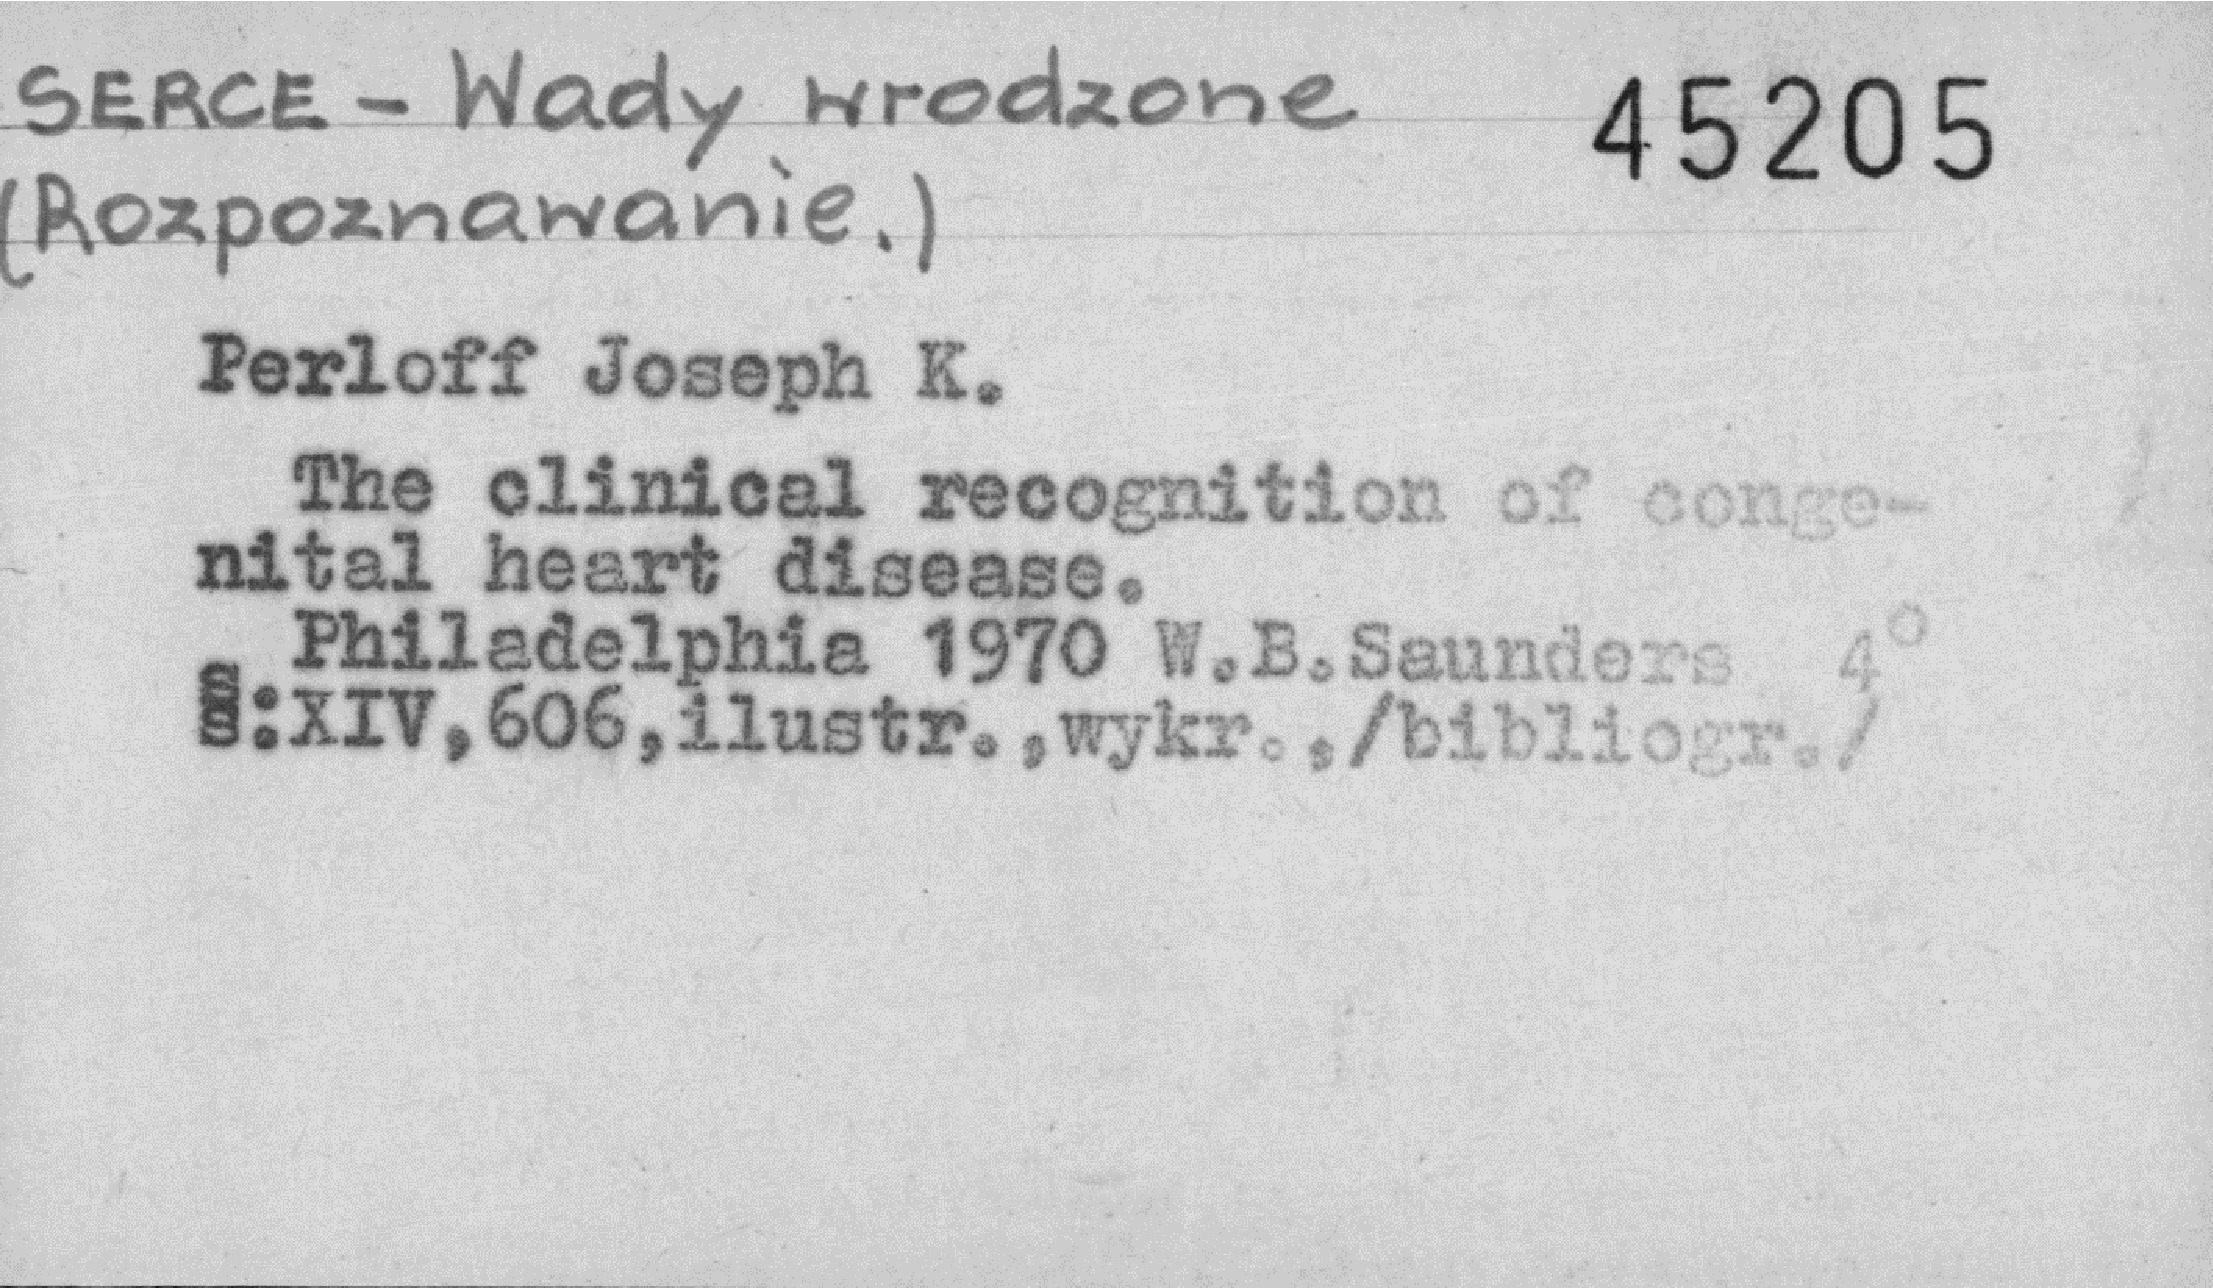 SERCE - Wady wrodzone 45205
(Rozpoznawanie.)
Perloff Joseph K.
The clinical recognition of conge-
nital heart disease.
Philadelphia 1970 W.B.Saunders 4°
s:XIV,606,ilustr.,wykr.,/bibliogr./